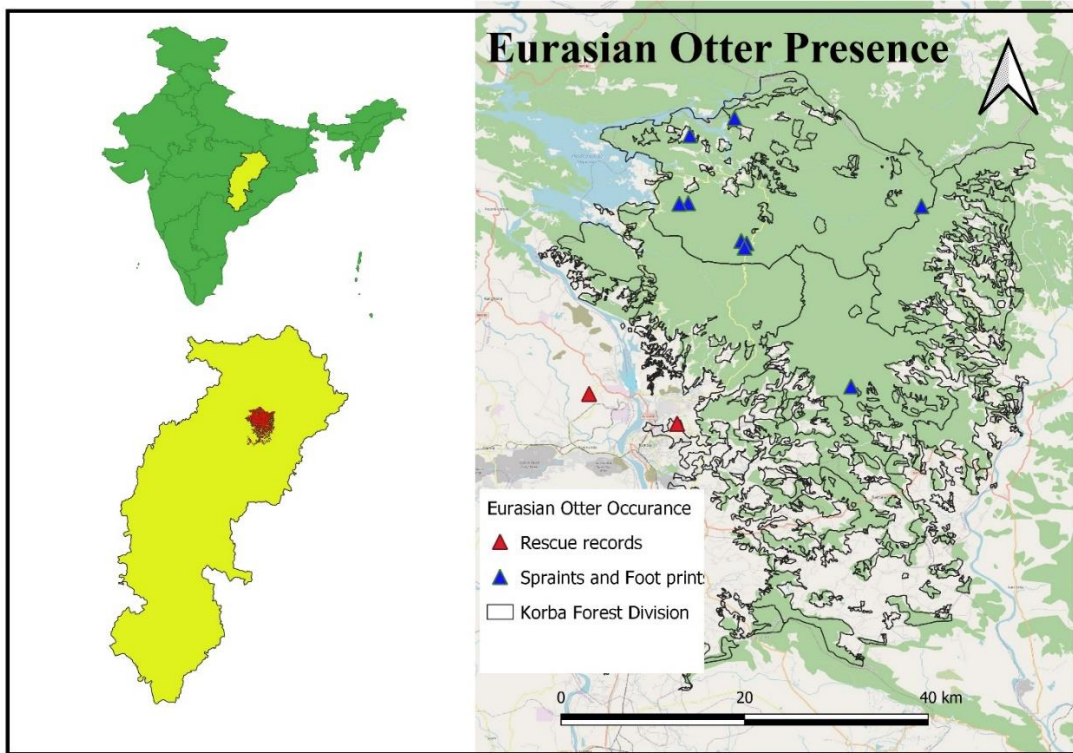 Eurasian Otter Presence
Eurasian Otter Occurance
Rescue records
Spraints and Foot print
Korba Forest Division
0 20 40 km